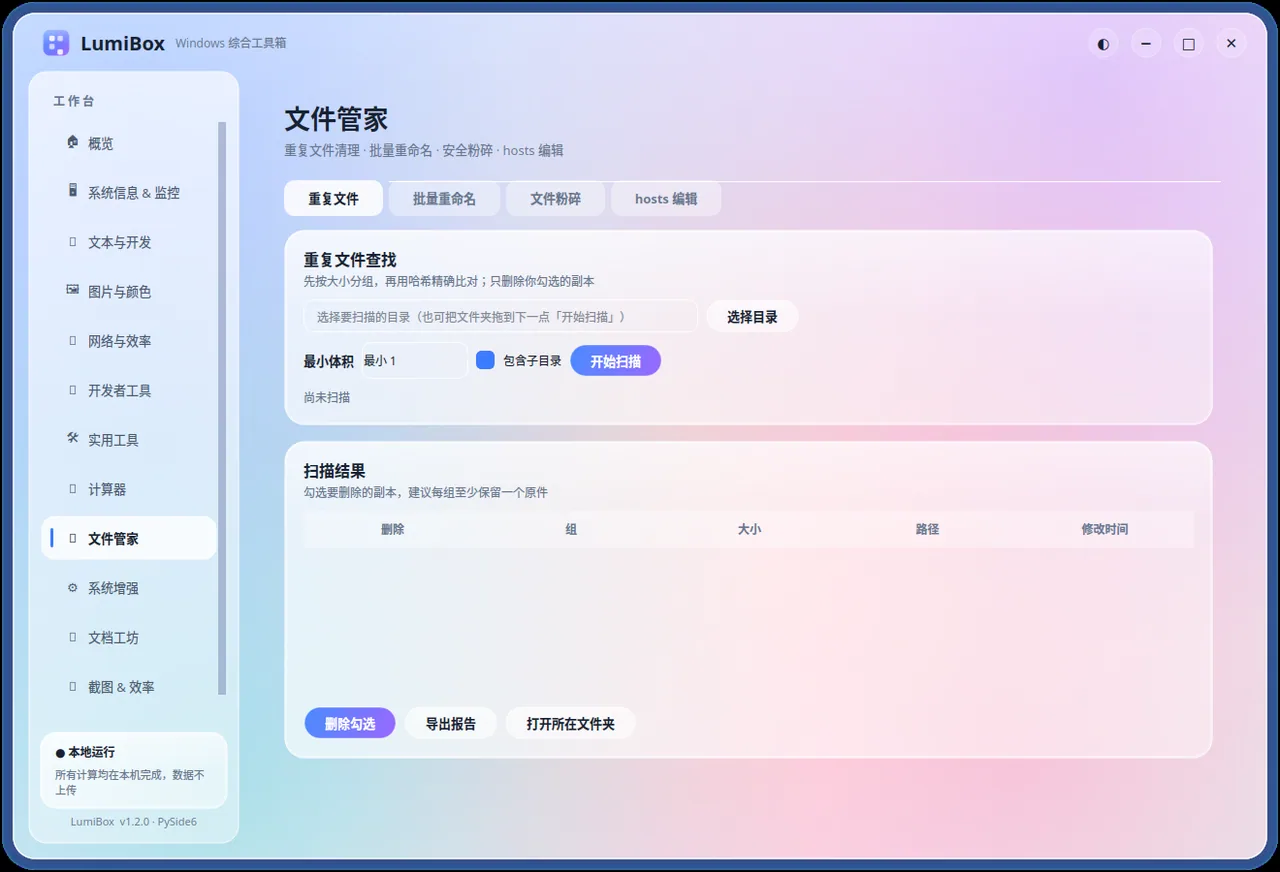 LumiBox Windows 综合工具箱
工作台
概览
系统信息 & 监控
文本与开发
图片与颜色
网络与效率
开发者工具
实用工具
计算器
文件管家
系统增强
文档工坊
截图 & 效率
本地运行
所有计算均在本机完成，数据不
上传
LumiBox v1.2.0 · PySide6
文件管家
重复文件清理 · 批量重命名 · 安全粉碎 · hosts 编辑
重复文件 批量重命名 文件粉碎 hosts 编辑
重复文件查找
先按大小分组，再用哈希精确比对；只删除你勾选的副本
选择要扫描的目录（也可把文件夹拖到下一点「开始扫描」） 选择目录
最小体积 最小 1 包含子目录 开始扫描
尚未扫描
扫描结果
勾选要删除的副本，建议每组至少保留一个原件
删除 组 大小 路径 修改时间
删除勾选 导出报告 打开所在文件夹